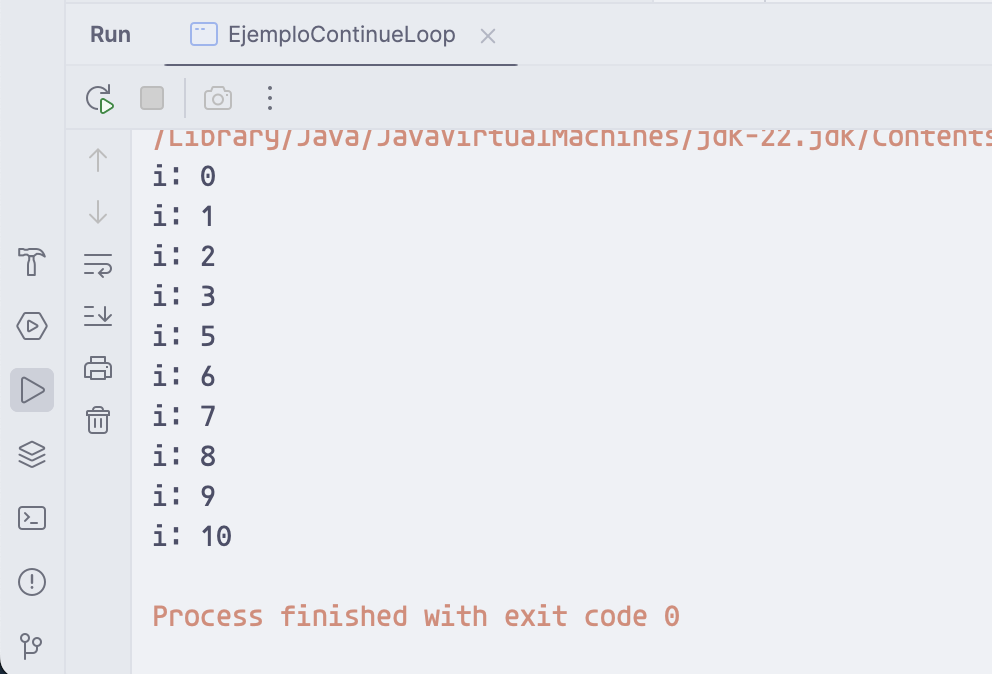 Run EjemploContinueLoop
/Library/Java/JavaVirtualMachines/jdk-22.jdk/Contents
i: 0
i: 1
i: 2
i: 3
i: 5
i: 6
i: 7
i: 8
i: 9
i: 10
Process finished with exit code 0